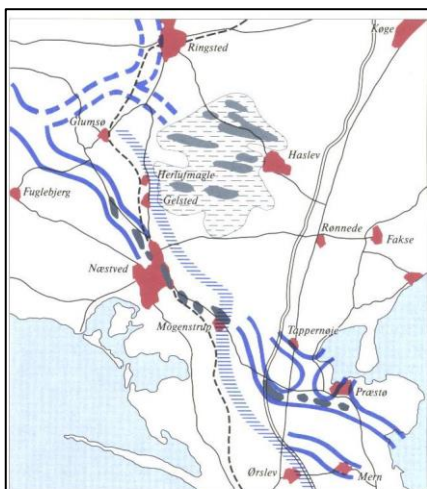 Køge
Ringsted
Glumsø
Haslev
Herlufmagle
Fuglebjerg
Gelsted
Rønnede
Fakse
Næstved
Mogenstrup
Tappernøje
Præstø
Ørslev
Mern